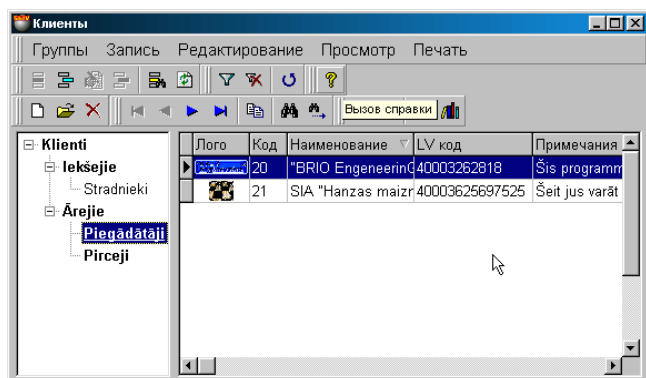 Клиенты
Группы Запись Редактирование Просмотр Печать
Вызов справки
Klienti
Iekšejie
Stradnieki
Ārejie
Piegādātāji
Pirceji
Лого Код Наименование LV код Примечания
20 "BRIO EngeneerinG 40003262818 Šis programm
21 SIA "Hanzas maizr 40003625697525 Šeit jus varāt